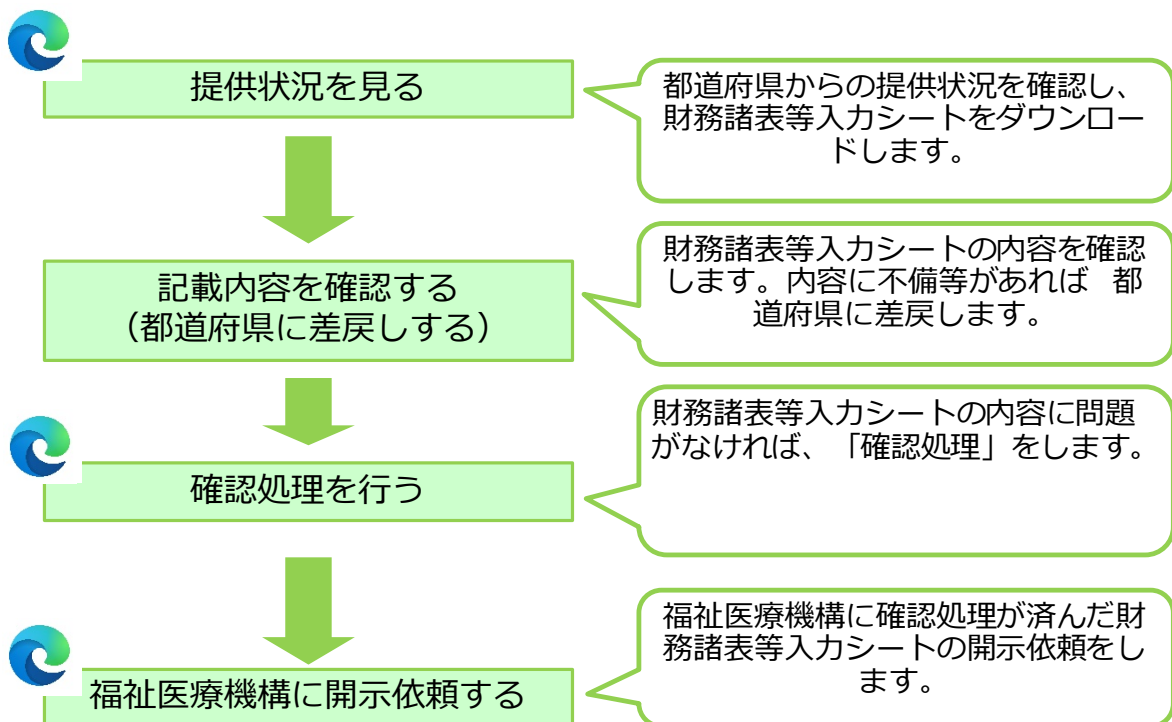 提供状況を見る
都道府県からの提供状況を確認し、
財務諸表等入力シートをダウンロー
ドします。
記載内容を確認する
（都道府県に差戻しする）
財務諸表等入力シートの内容を確認
します。内容に不備等があれば 都
道府県に差戻します。
確認処理を行う
財務諸表等入力シートの内容に問題
がなければ、「確認処理」をします。
福祉医療機構に開示依頼する
福祉医療機構に確認処理が済んだ財
務諸表等入力シートの開示依頼をし
ます。